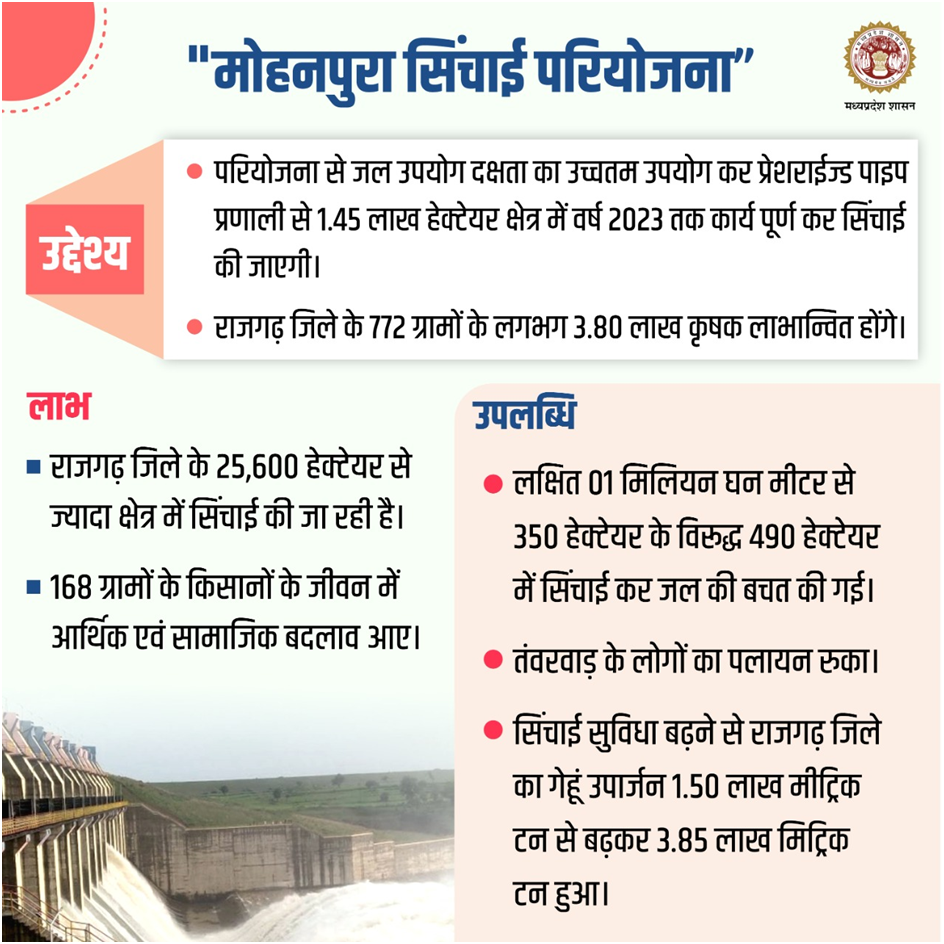 "मोहनपुरा सिंचाई परियोजना”
मध्यप्रदेश शासन
उद्देश्य
परियोजना से जल उपयोग दक्षता का उच्चतम उपयोग कर प्रेशराईज्ड पाइप
प्रणाली से 1.45 लाख हेक्टेयर क्षेत्र में वर्ष 2023 तक कार्य पूर्ण कर सिंचाई
की जाएगी।
राजगढ़ जिले के 772 ग्रामों के लगभग 3.80 लाख कृषक लाभान्वित होंगे।
लाभ
राजगढ़ जिले के 25,600 हेक्टेयर से
ज्यादा क्षेत्र में सिंचाई की जा रही है।
168 ग्रामों के किसानों के जीवन में
आर्थिक एवं सामाजिक बदलाव आए।
उपलब्धि
लक्षित 01 मिलियन घन मीटर से
350 हेक्टेयर के विरूद्ध 490 हेक्टेयर
में सिंचाई कर जल की बचत की गई।
तंवरवाड़ के लोगों का पलायन रुका।
सिंचाई सुविधा बढ़ने से राजगढ़ जिले
का गेहूं उपार्जन 1.50 लाख मीट्रिक
टन से बढ़कर 3.85 लाख मिट्रिक
टन हुआ।